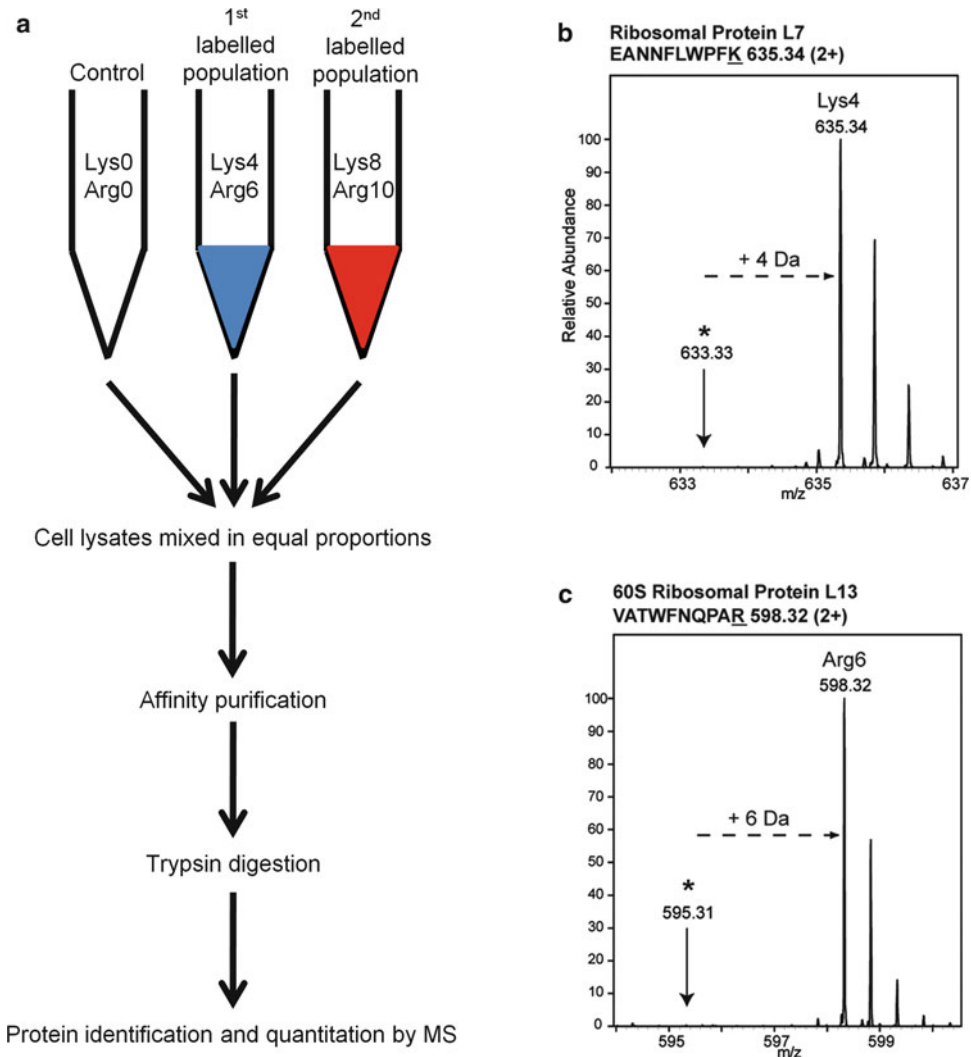 a
Control
1st
labelled
population
2nd
labelled
population
Lys0
Arg0
Lys4
Arg6
Lys8
Arg10
Cell lysates mixed in equal proportions
Affinity purification
Trypsin digestion
Protein identification and quantitation by MS
b
Ribosomal Protein L7
EANNFLWPFK 635.34 (2+)
Lys4
635.34
+ 4 Da
*
633.33
Relative Abundance
100
90
80
70
60
50
40
30
20
10
0
633
635
637
m/z
c
60S Ribosomal Protein L13
VATWFNQPAR 598.32 (2+)
Arg6
598.32
+ 6 Da
*
595.31
100
90
80
70
60
50
40
30
20
10
0
595
597
599
m/z